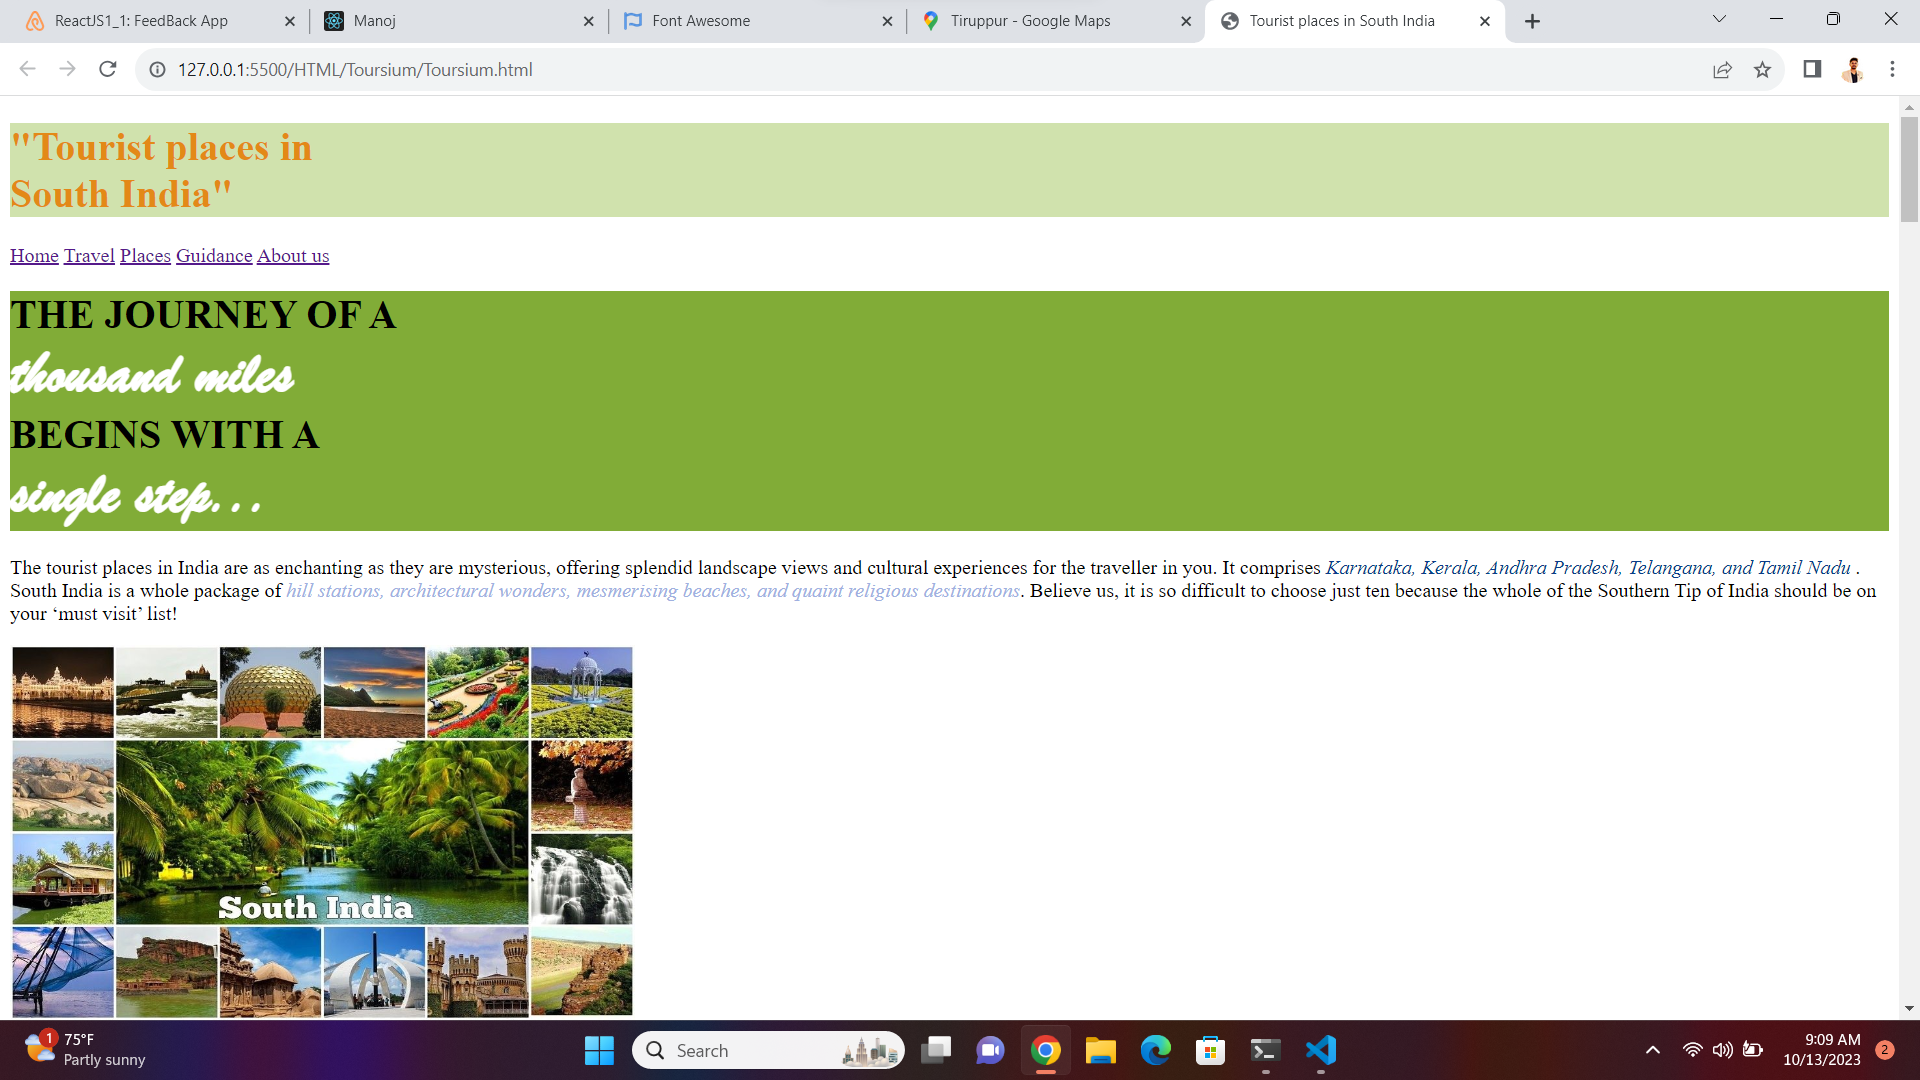 ReactJS1_1: FeedBack App
Manoj
Font Awesome
Tiruppur - Google Maps
Tourist places in South India
127.0.0.1:5500/HTML/Toursium/Toursium.html
"Tourist places in
South India"
Home Travel Places Guidance About us
THE JOURNEY OF A
thousand miles
BEGINS WITH A
single step...
The tourist places in India are as enchanting as they are mysterious, offering splendid landscape views and cultural experiences for the traveller in you. It comprises Karnataka, Kerala, Andhra Pradesh, Telangana, and Tamil Nadu .
South India is a whole package of hill stations, architectural wonders, mesmerising beaches, and quaint religious destinations. Believe us, it is so difficult to choose just ten because the whole of the Southern Tip of India should be on
your ‘must visit’ list!
South India
1
75°F
Partly sunny
Search
9:09 AM
10/13/2023
2